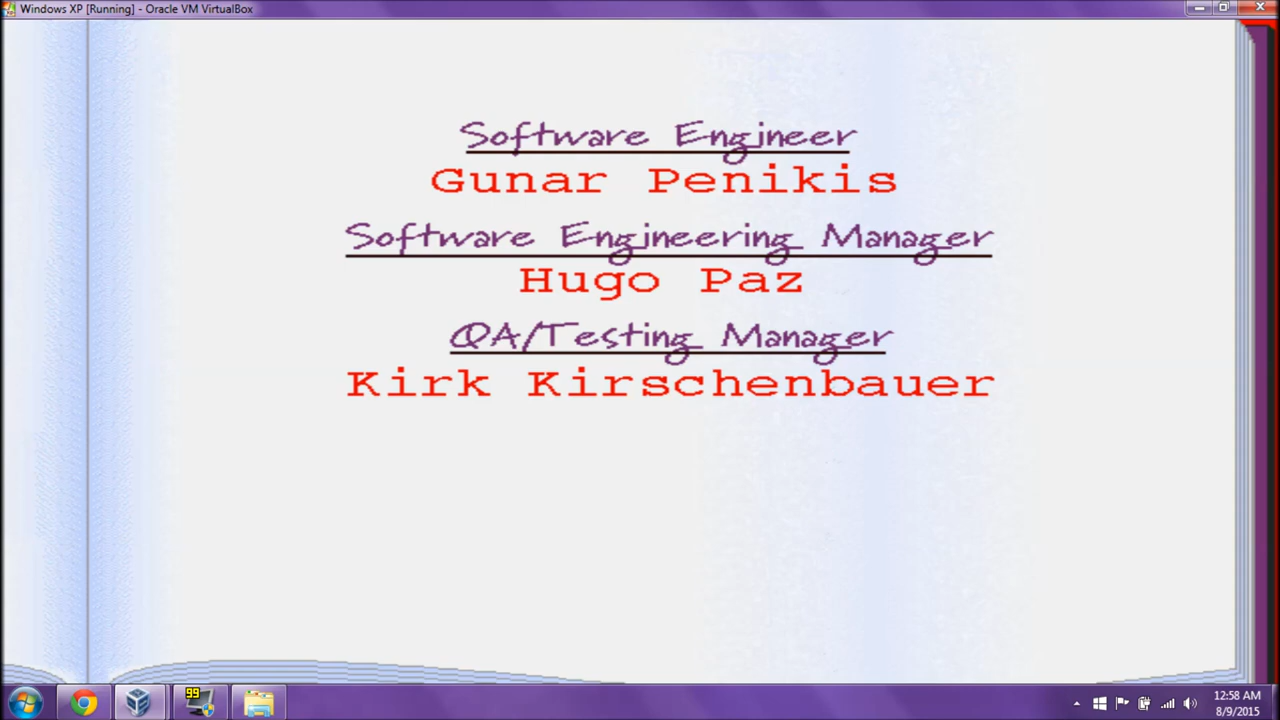 Windows XP [Running] - Oracle VM VirtualBox
Software Engineer
Gunar Penikis
Software Engineering Manager
Hugo Paz
QA/Testing Manager
Kirk Kirschenbauer
99
12:58 AM
8/9/2015